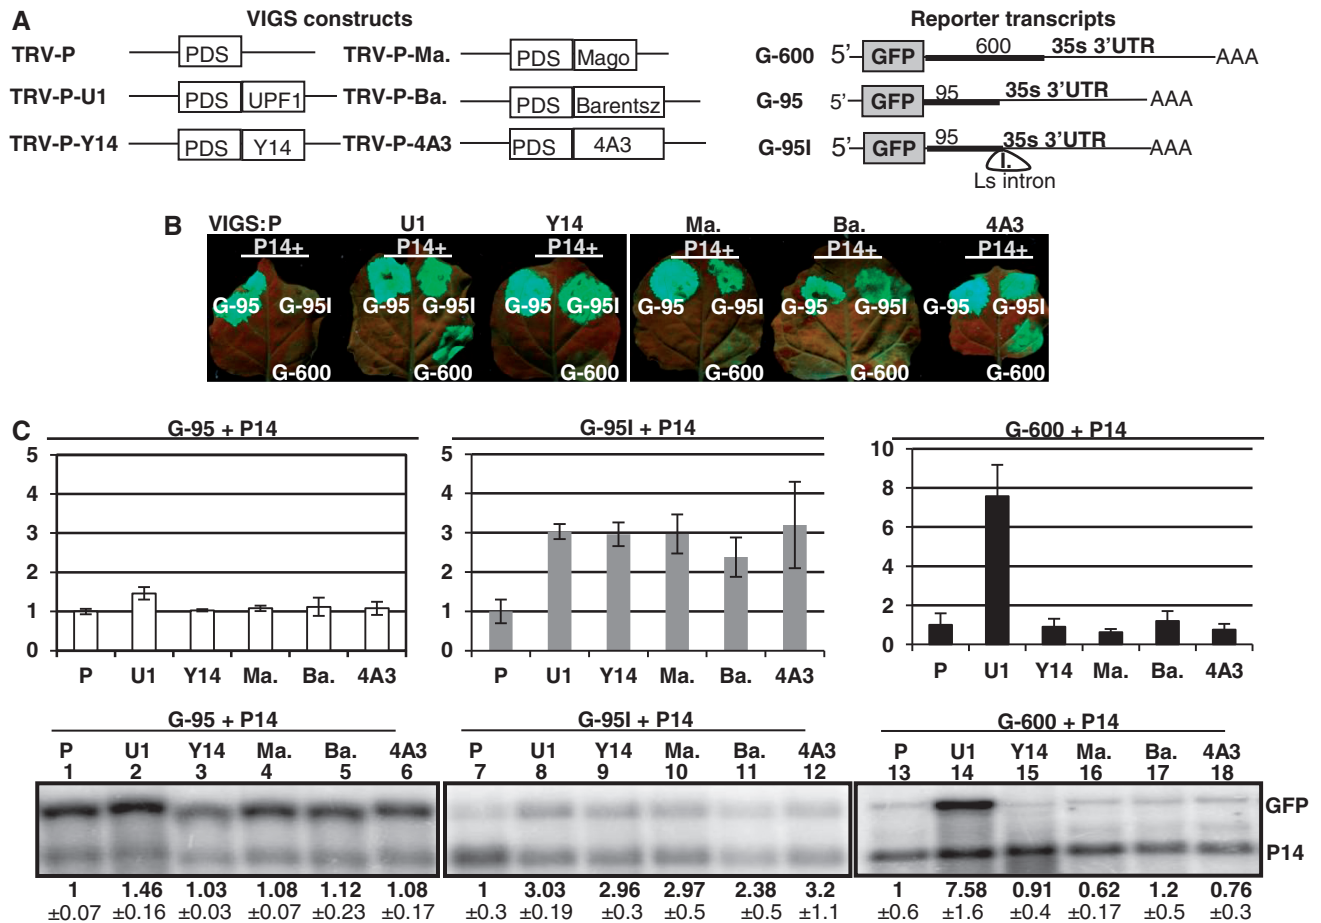 A
VIGS constructs
Reporter transcripts
TRV-P PDS
TRV-P-Ma. PDS Mago
G-600 5'- GFP 600 35s 3'UTR AAA
TRV-P-U1 PDS UPF1
TRV-P-Ba. PDS Barentsz
G-95 5'- GFP 95 35s 3'UTR AAA
TRV-P-Y14 PDS Y14
TRV-P-4A3 PDS 4A3
G-95I 5'- GFP 95 35s 3'UTR AAA
I.
Ls intron
B
VIGS:P U1 Y14 Ma. Ba. 4A3
P14+ P14+ P14+ P14+ P14+ P14+
G-95 G-95I G-95 G-95I G-95 G-95I G-95 G-95I G-95 G-95I G-95 G-95I
G-600 G-600 G-600 G-600 G-600 G-600
C
G-95 + P14
5
4
3
2
1
0
P U1 Y14 Ma. Ba. 4A3
G-95I + P14
5
4
3
2
1
0
P U1 Y14 Ma. Ba. 4A3
G-600 + P14
10
8
6
4
2
0
P U1 Y14 Ma. Ba. 4A3
G-95 + P14
P U1 Y14 Ma. Ba. 4A3
1 2 3 4 5 6
1 1.46 1.03 1.08 1.12 1.08
±0.07 ±0.16 ±0.03 ±0.07 ±0.23 ±0.17
G-95I + P14
P U1 Y14 Ma. Ba. 4A3
7 8 9 10 11 12
1 3.03 2.96 2.97 2.38 3.2
±0.3 ±0.19 ±0.3 ±0.5 ±0.5 ±1.1
G-600 + P14
P U1 Y14 Ma. Ba. 4A3
13 14 15 16 17 18
GFP
P14
1 7.58 0.91 0.62 1.2 0.76
±0.6 ±1.6 ±0.4 ±0.17 ±0.5 ±0.3